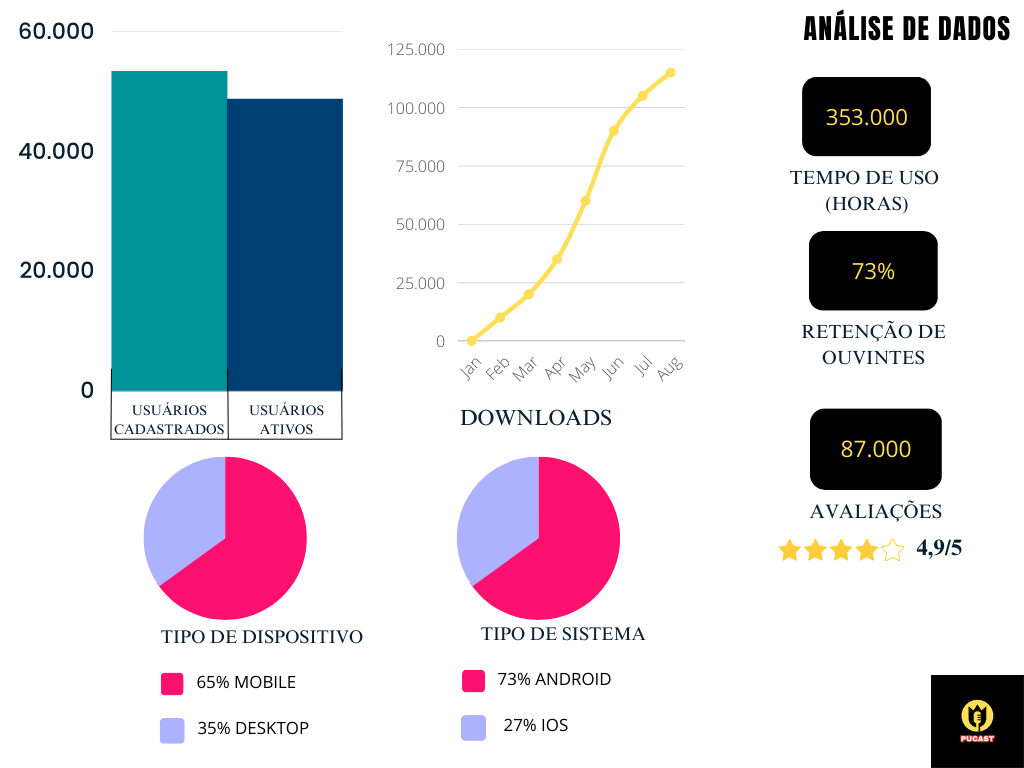 ANÁLISE DE DADOS
60.000
40.000
20.000
0
USUÁRIOS
CADASTRADOS
USUÁRIOS
ATIVOS
125.000
100.000
75.000
50.000
25.000
0
Jan
Feb
Mar
Apr
May
Jun
Jul
Aug
DOWNLOADS
353.000
TEMPO DE USO
(HORAS)
73%
RETENÇÃO DE
OUVINTES
87.000
AVALIAÇÕES
4,9/5
TIPO DE DISPOSITIVO
65% MOBILE
35% DESKTOP
TIPO DE SISTEMA
73% ANDROID
27% IOS
PUCAST